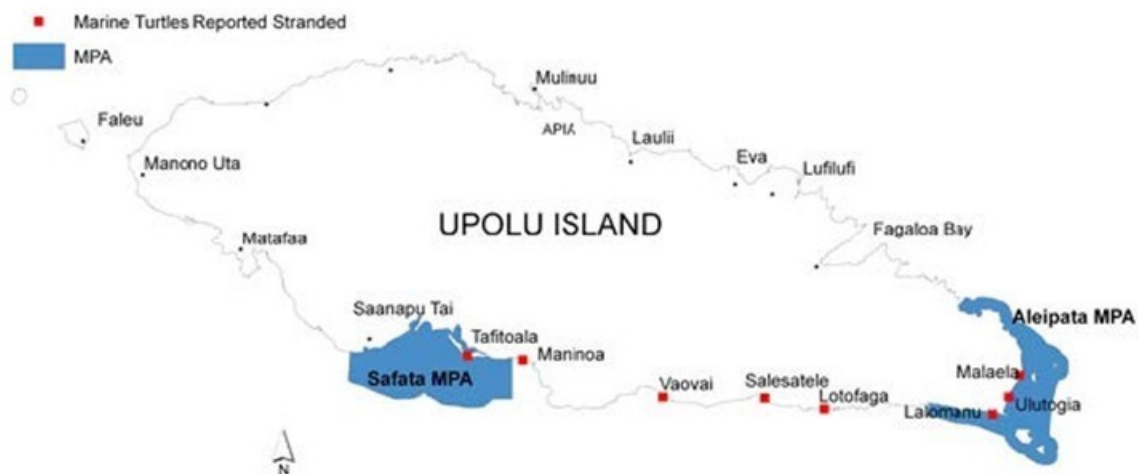 Marine Turtles Reported Stranded
MPA
Mulinuu
Faleu
APIA
Laulii
Manono Uta
Eva
Lufilufi
UPOLU ISLAND
Fagaloa Bay
Matafaa
Saanapu Tai
Aleipata MPA
Tafitoala
Maninoa
Safata MPA
Malaela
Vaovai
Salesatele
Lotofaga
Ulutogia
Lalomanu
N